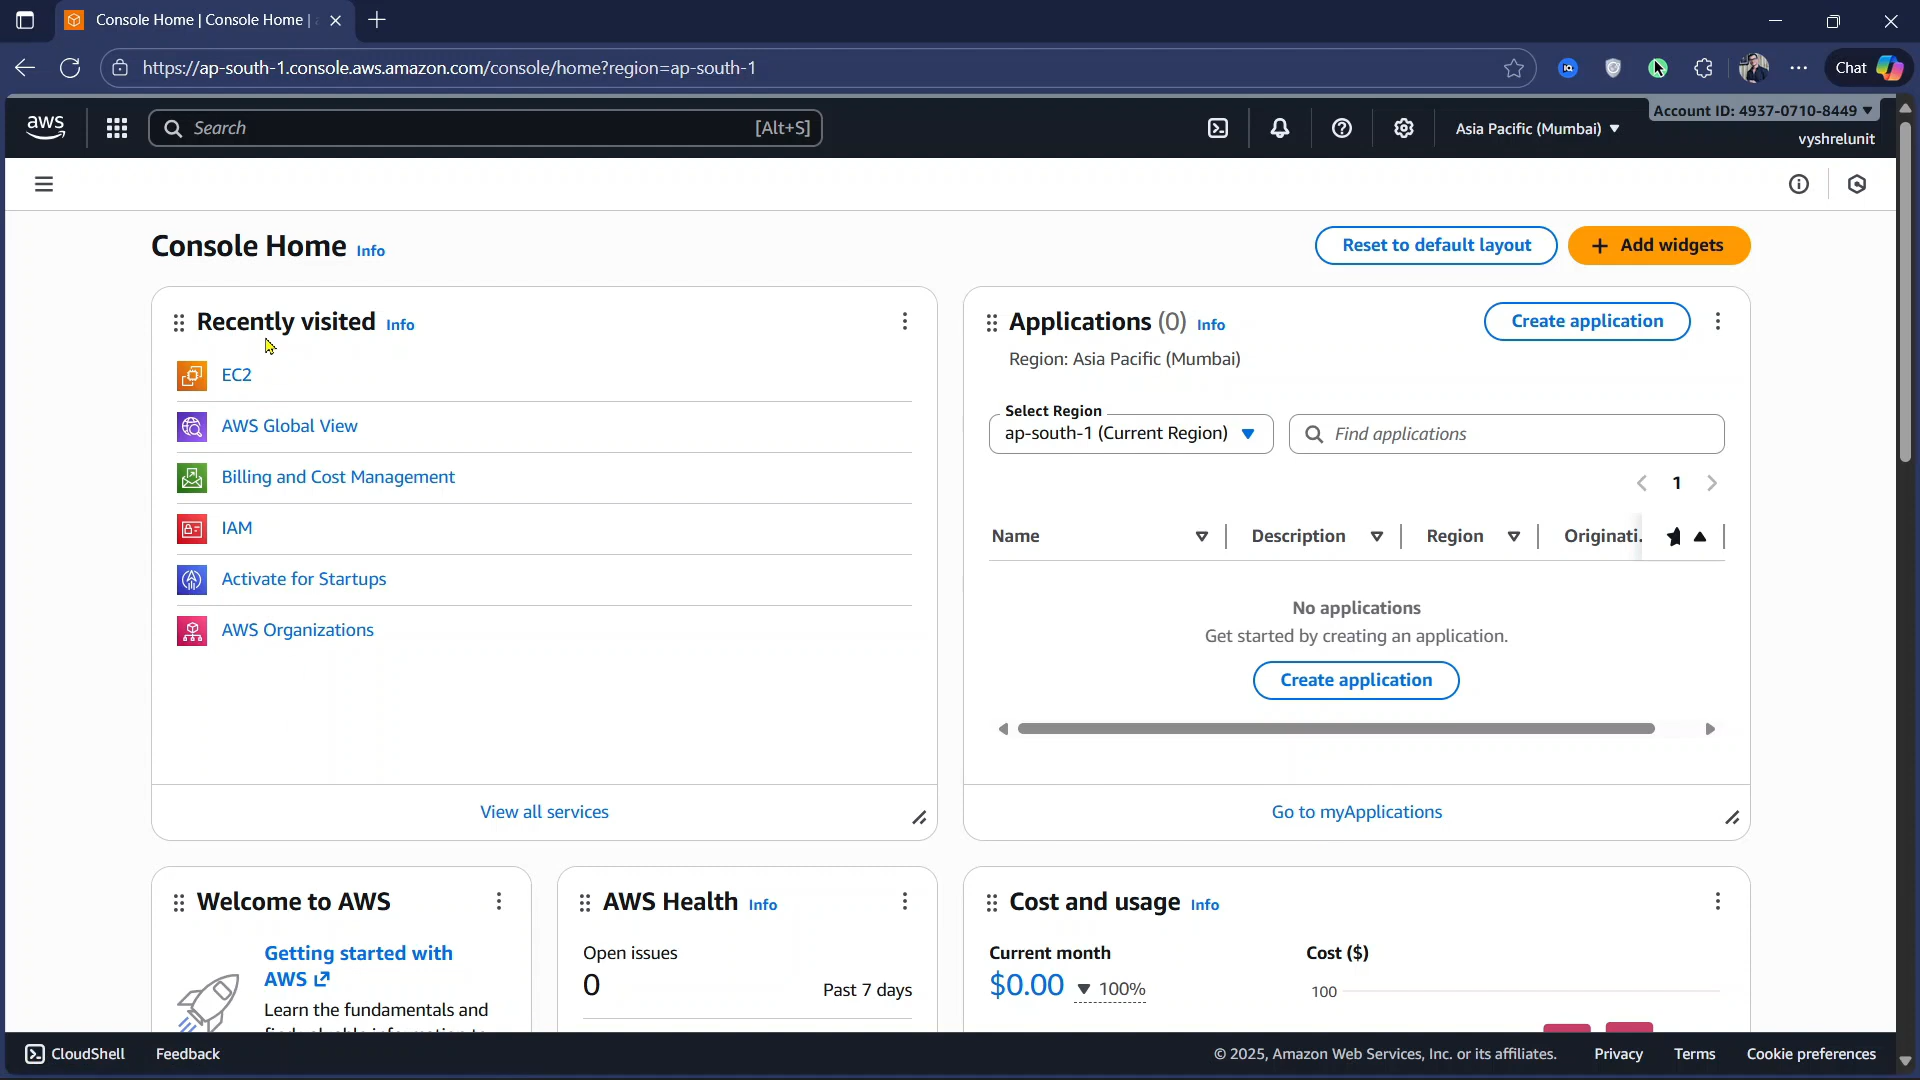 Console Home | Console Home |
https://ap-south-1.console.aws.amazon.com/console/home?region=ap-south-1
Chat
aws
Search
[Alt+S]
Asia Pacific (Mumbai)
Account ID: 4937-0710-8449
vyshrelunit
Console Home Info
Reset to default layout
Add widgets
Recently visited Info
EC2
AWS Global View
Billing and Cost Management
IAM
Activate for Startups
AWS Organizations
View all services
Applications (0) Info
Create application
Region: Asia Pacific (Mumbai)
Select Region
ap-south-1 (Current Region)
Find applications
1
Name
Description
Region
Originati.
No applications
Get started by creating an application.
Create application
Go to myApplications
Welcome to AWS
Getting started with
AWS
Learn the fundamentals and
AWS Health Info
Open issues
0
Past 7 days
Cost and usage Info
Current month
$0.00 100%
Cost ($)
100
CloudShell
Feedback
© 2025, Amazon Web Services, Inc. or its affiliates.
Privacy
Terms
Cookie preferences